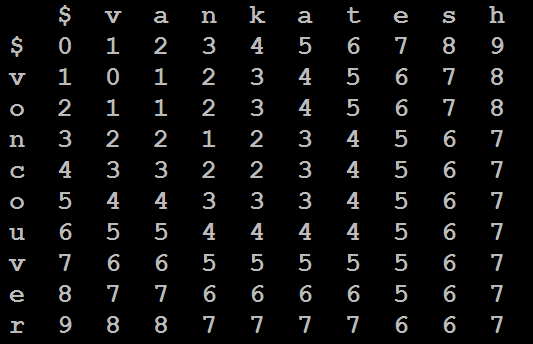 $ v a n k a t e s h
$ 0 1 2 3 4 5 6 7 8 9
v 1 0 1 2 3 4 5 6 7 8
o 2 1 1 2 3 4 5 6 7 8
n 3 2 2 1 2 3 4 5 6 7
c 4 3 3 2 2 3 4 5 6 7
o 5 4 4 3 3 3 4 5 6 7
u 6 5 5 4 4 4 4 5 6 7
v 7 6 6 5 5 5 5 5 6 7
e 8 7 7 6 6 6 6 5 6 7
r 9 8 8 7 7 7 7 6 6 7